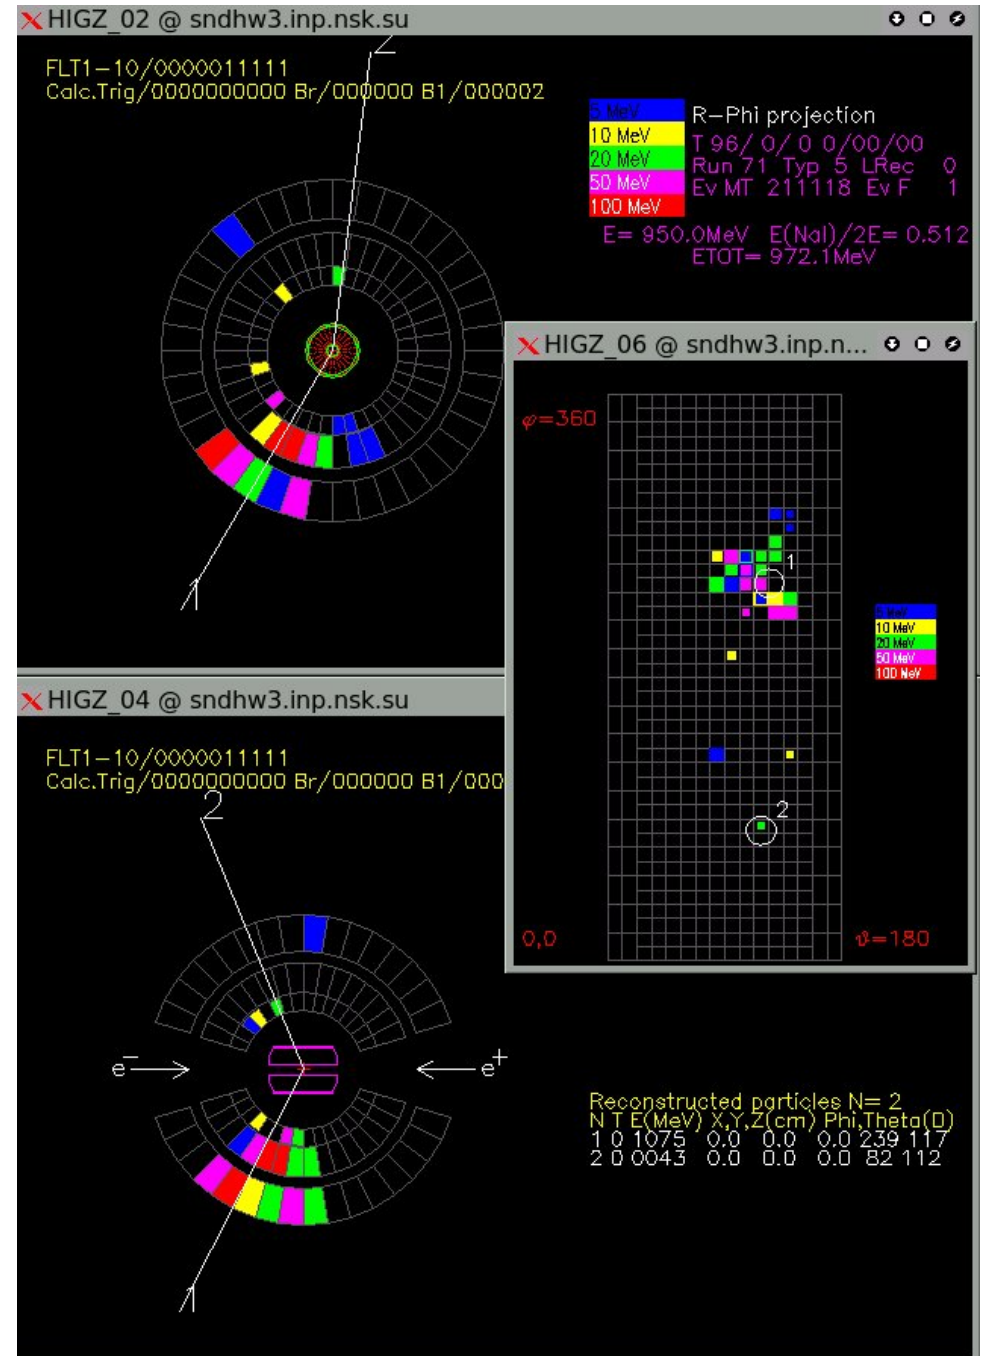 HIGZ_02 @ sndhw3.inp.nsk.su
FLT1-10/0000011111
Calc.Trig/0000000000 Br/000000 B1/000002
2
5 MeV
10 MeV
20 MeV
50 MeV
100 MeV
R-Phi projection
T 96/ 0/ 0 0/00/00
Run 71 Typ 5 LRec 0
Ev MT 211118 Ev F 1
E= 950.0MeV E(NaI)/2E= 0.512
ETOT= 972.1MeV
1
HIGZ_06 @ sndhw3.inp.n...
φ=360
1
5 MeV
10 MeV
20 MeV
50 MeV
100 MeV
2
0,0
ϑ=180
HIGZ_04 @ sndhw3.inp.nsk.su
FLT1-10/0000011111
Calc.Trig/0000000000 Br/000000 B1/000
2
e-
e+
1
Reconstructed particles N= 2
N T E(MeV) X,Y,Z(cm) Phi,Theta(D)
1 0 1075 0.0 0.0 0.0 239 117
2 0 0043 0.0 0.0 0.0 82 112